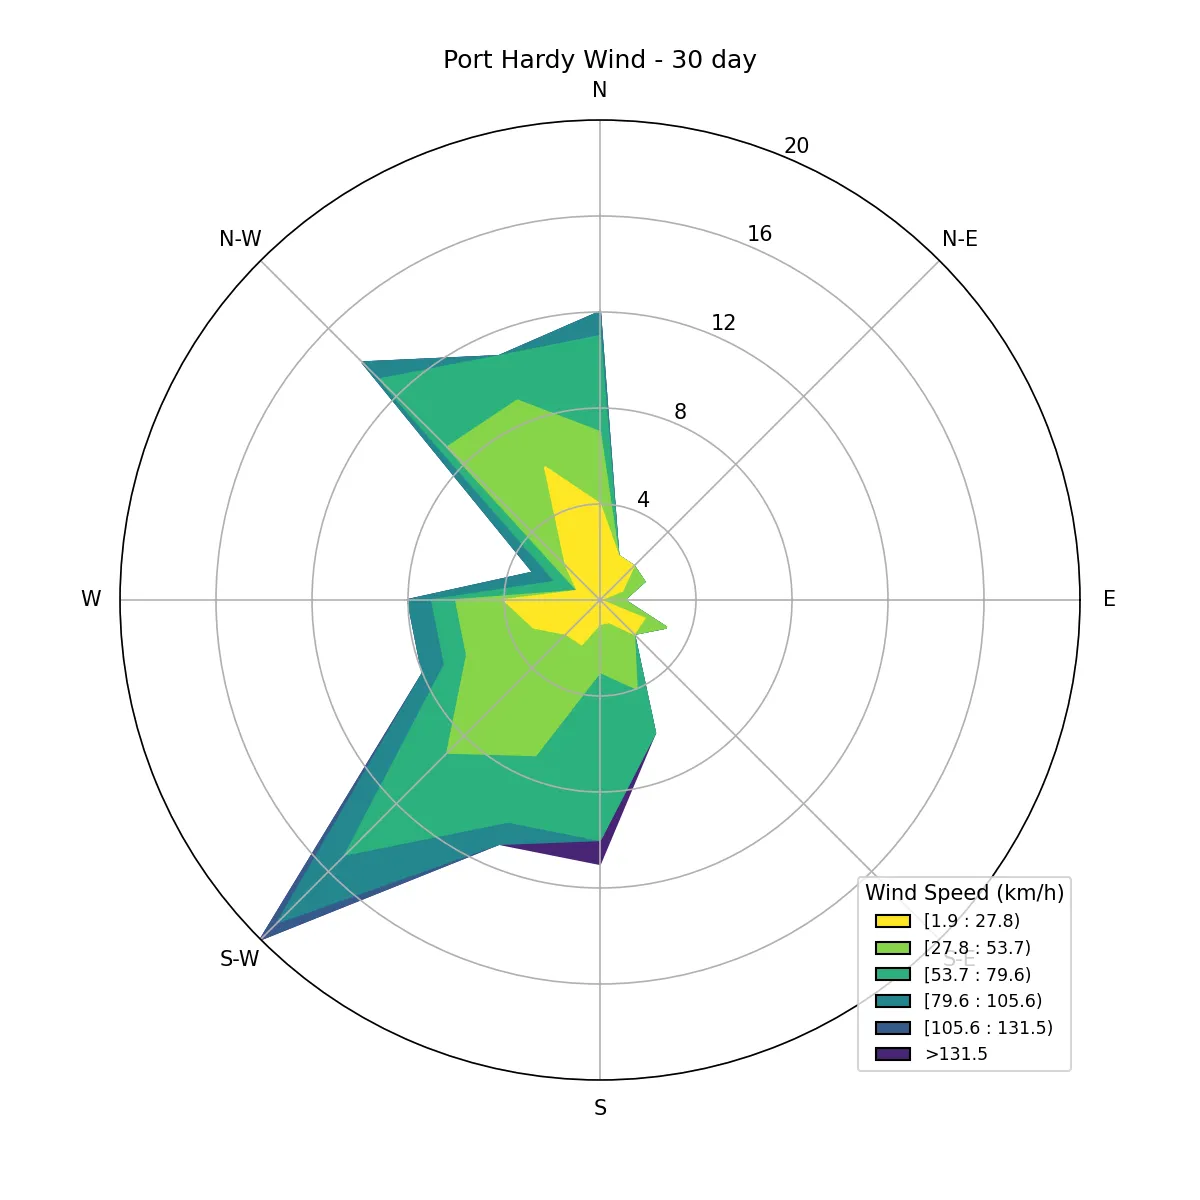 Port Hardy Wind - 30 day
N
20
N-W
N-E
16
12
8
4
W
E
S-W
S-E
S
Wind Speed (km/h)
[1.9 : 27.8)
[27.8 : 53.7)
[53.7 : 79.6)
[79.6 : 105.6)
[105.6 : 131.5)
>131.5